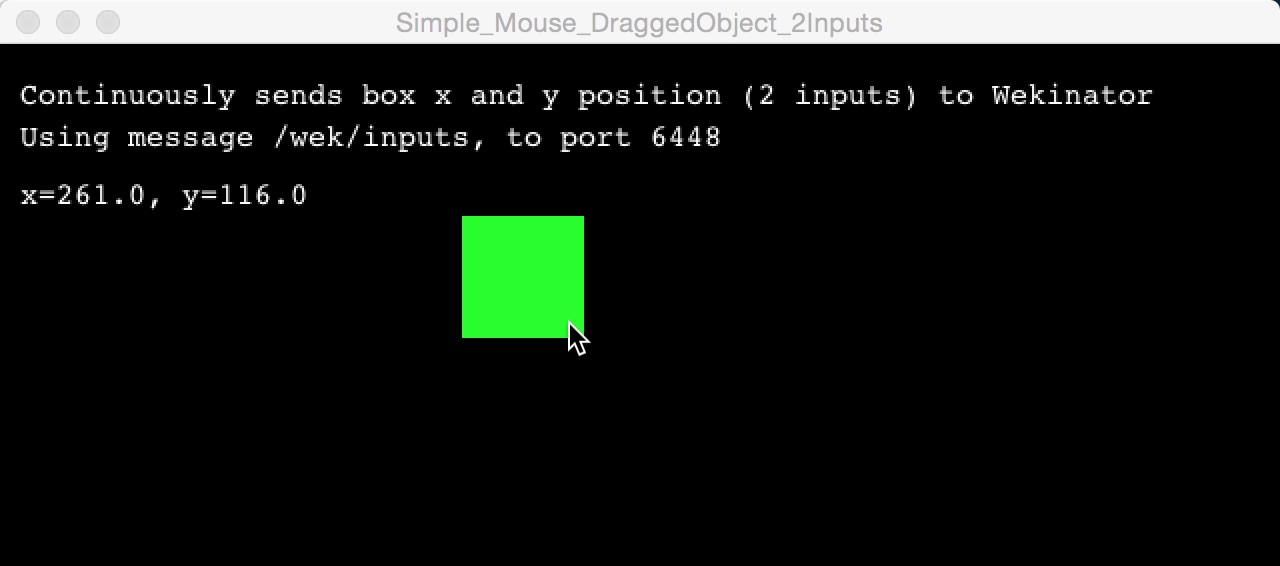 Simple_Mouse_DraggedObject_2Inputs
Continuously sends box x and y position (2 inputs) to Wekinator
Using message /wek/inputs, to port 6448
x=261.0, y=116.0